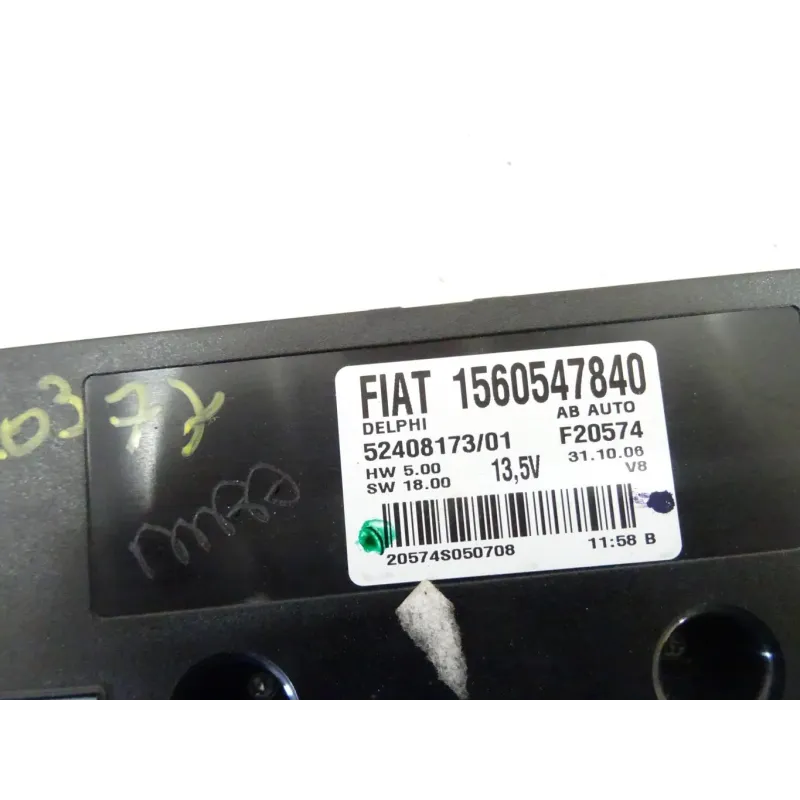 FIAT 1560547840
DELPHI AB AUTO
52408173/01 F20574
HW 5.00 13,5V 31.10.06
SW 18.00 V8
20574S050708 11:58 B
0377